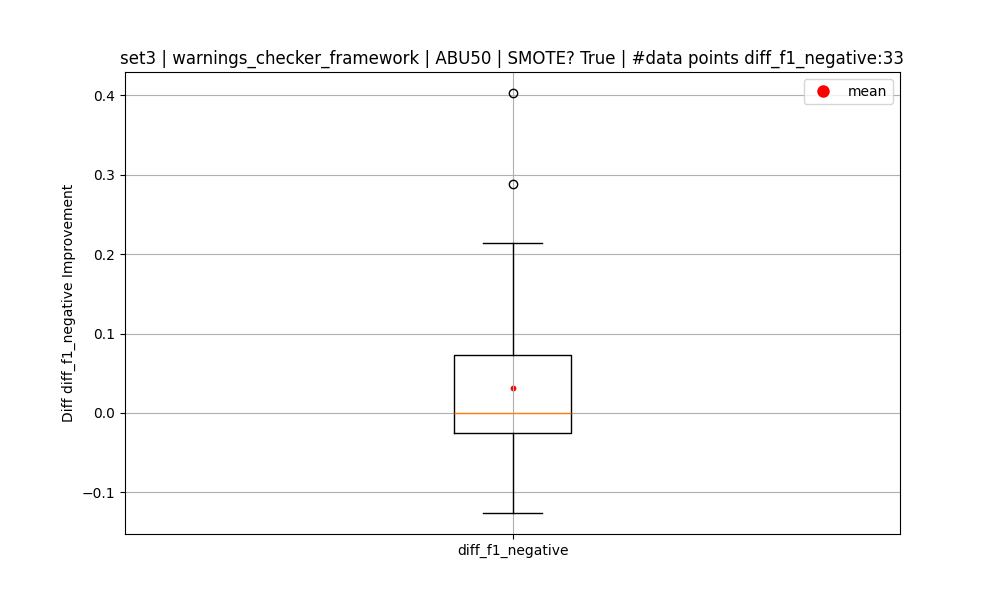 set3 | warnings_checker_framework | ABU50 | SMOTE? True | #data points diff_f1_negative:33
mean
Diff diff_f1_negative Improvement
0.4
0.3
0.2
0.1
0.0
−0.1
diff_f1_negative